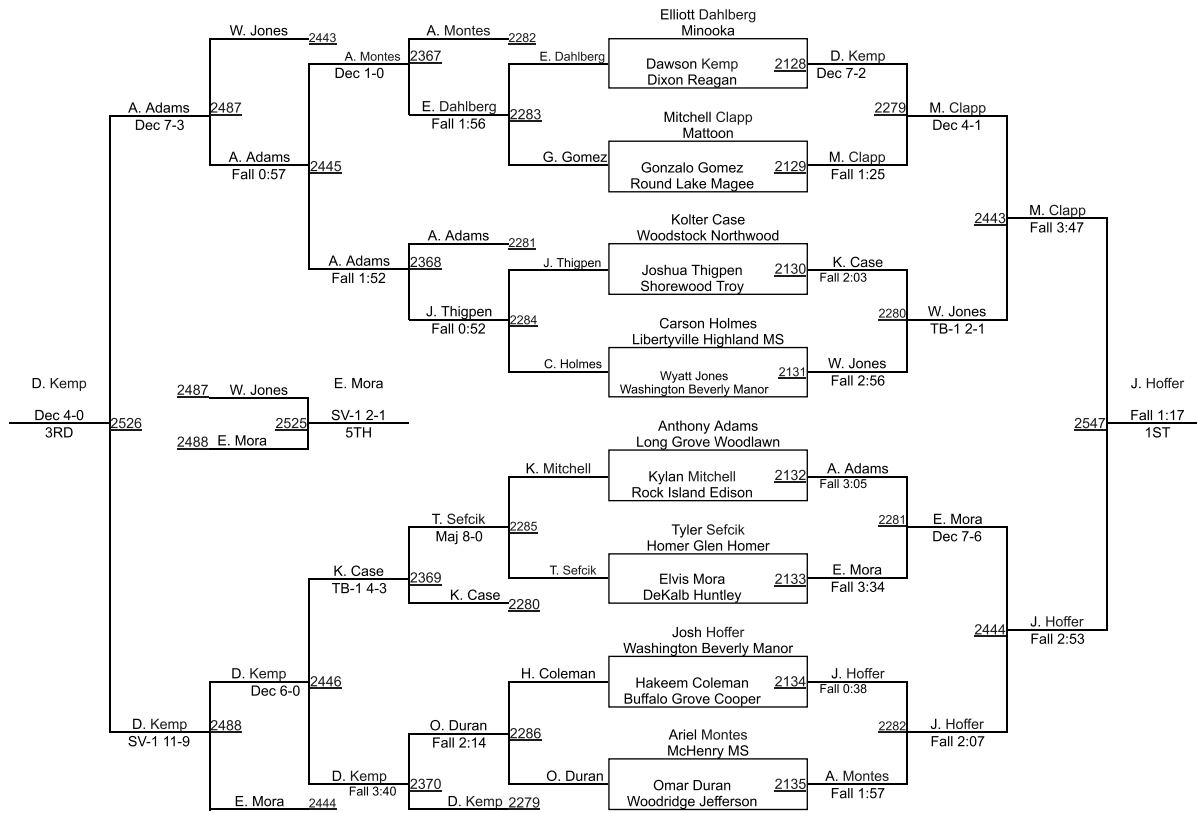 Elliott Dahlberg
Minooka
W. Jones
2443
A. Montes
2282
A. Montes
2367
Dec 1-0
E. Dahlberg
Dawson Kemp
2128
Dixon Reagan
D. Kemp
Dec 7-2
A. Adams
2487
Dec 7-3
E. Dahlberg
2283
Fall 1:56
Mitchell Clapp
Mattoon
2279
M. Clapp
Dec 4-1
A. Adams
2445
Fall 0:57
G. Gomez
Gonzalo Gomez
2129
Round Lake Magee
M. Clapp
Fall 1:25
Kolter Case
Woodstock Northwood
2443
M. Clapp
Fall 3:47
A. Adams
2281
A. Adams
2368
Fall 1:52
J. Thigpen
Joshua Thigpen
2130
Shorewood Troy
K. Case
Fall 2:03
J. Thigpen
2284
Fall 0:52
Carson Holmes
Libertyville Highland MS
2280
W. Jones
TB-1 2-1
C. Holmes
Wyatt Jones
2131
Washington Beverly Manor
W. Jones
Fall 2:56
D. Kemp
Dec 4-0
3RD
2526
2487
W. Jones
2488
E. Mora
2525
E. Mora
SV-1 2-1
5TH
Anthony Adams
Long Grove Woodlawn
2547
J. Hoffer
Fall 1:17
1ST
K. Mitchell
Kylan Mitchell
2132
Rock Island Edison
A. Adams
Fall 3:05
T. Sefcik
2285
Maj 8-0
Tyler Sefcik
Homer Glen Homer
2281
E. Mora
Dec 7-6
K. Case
2369
TB-1 4-3
K. Case
2280
T. Sefcik
Elvis Mora
2133
DeKalb Huntley
E. Mora
Fall 3:34
Josh Hoffer
Washington Beverly Manor
2444
J. Hoffer
Fall 2:53
D. Kemp
2446
Dec 6-0
H. Coleman
Hakeem Coleman
2134
Buffalo Grove Cooper
J. Hoffer
Fall 0:38
D. Kemp
2488
SV-1 11-9
O. Duran
2286
Fall 2:14
Ariel Montes
McHenry MS
2282
J. Hoffer
Fall 2:07
D. Kemp
2370
Fall 3:40
O. Duran
Omar Duran
2135
Woodridge Jefferson
A. Montes
Fall 1:57
E. Mora
2444
D. Kemp
2279